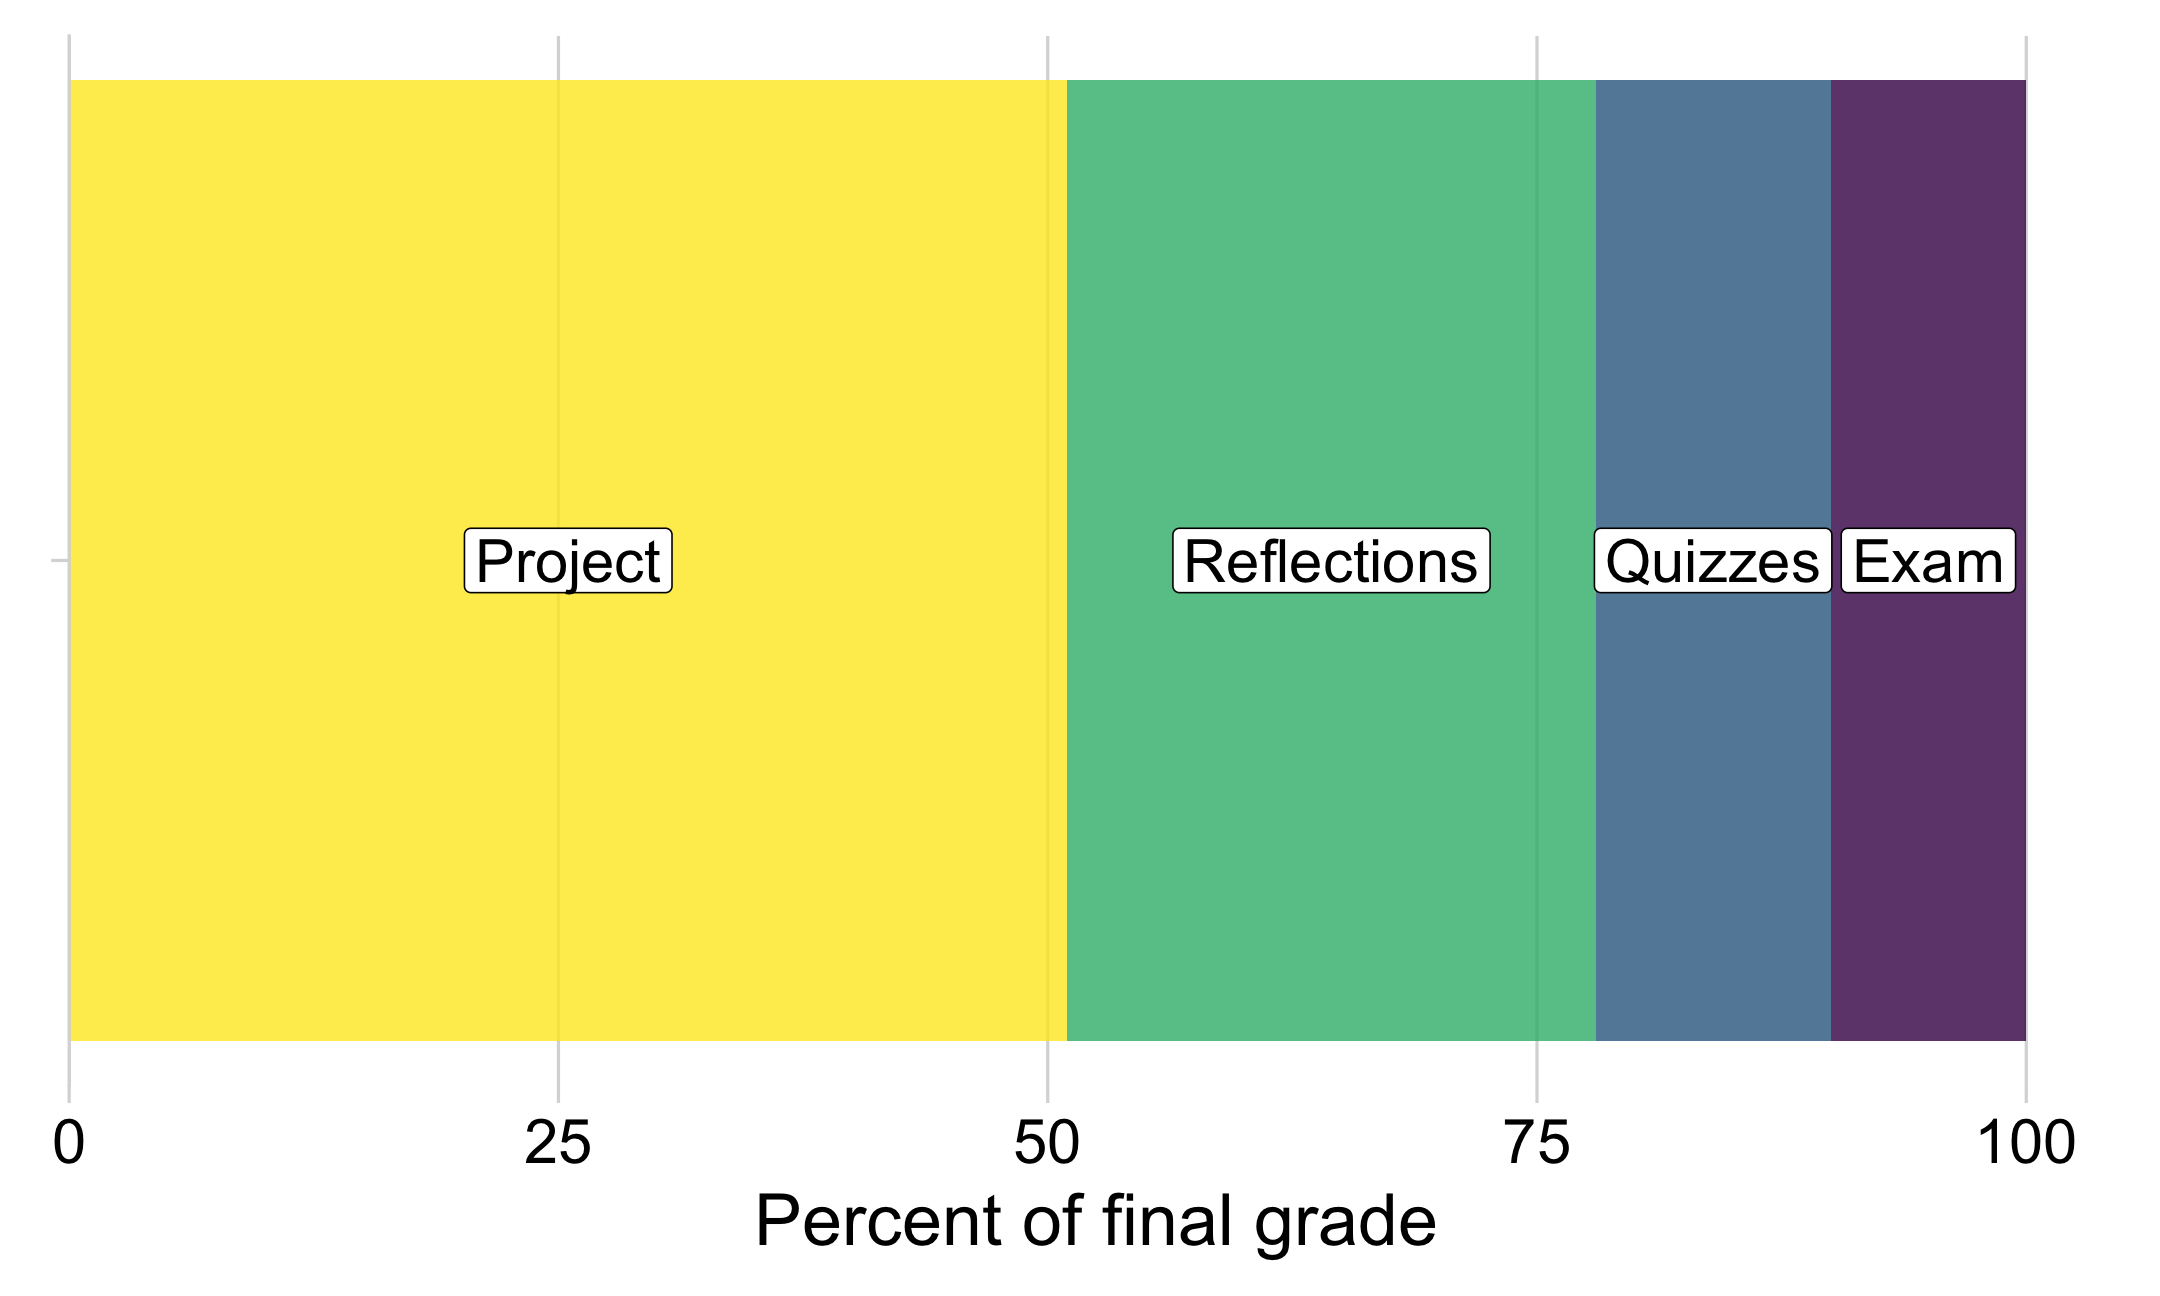 Project
Reflections
Quizzes
Exam
0 25 50 75 100
Percent of final grade